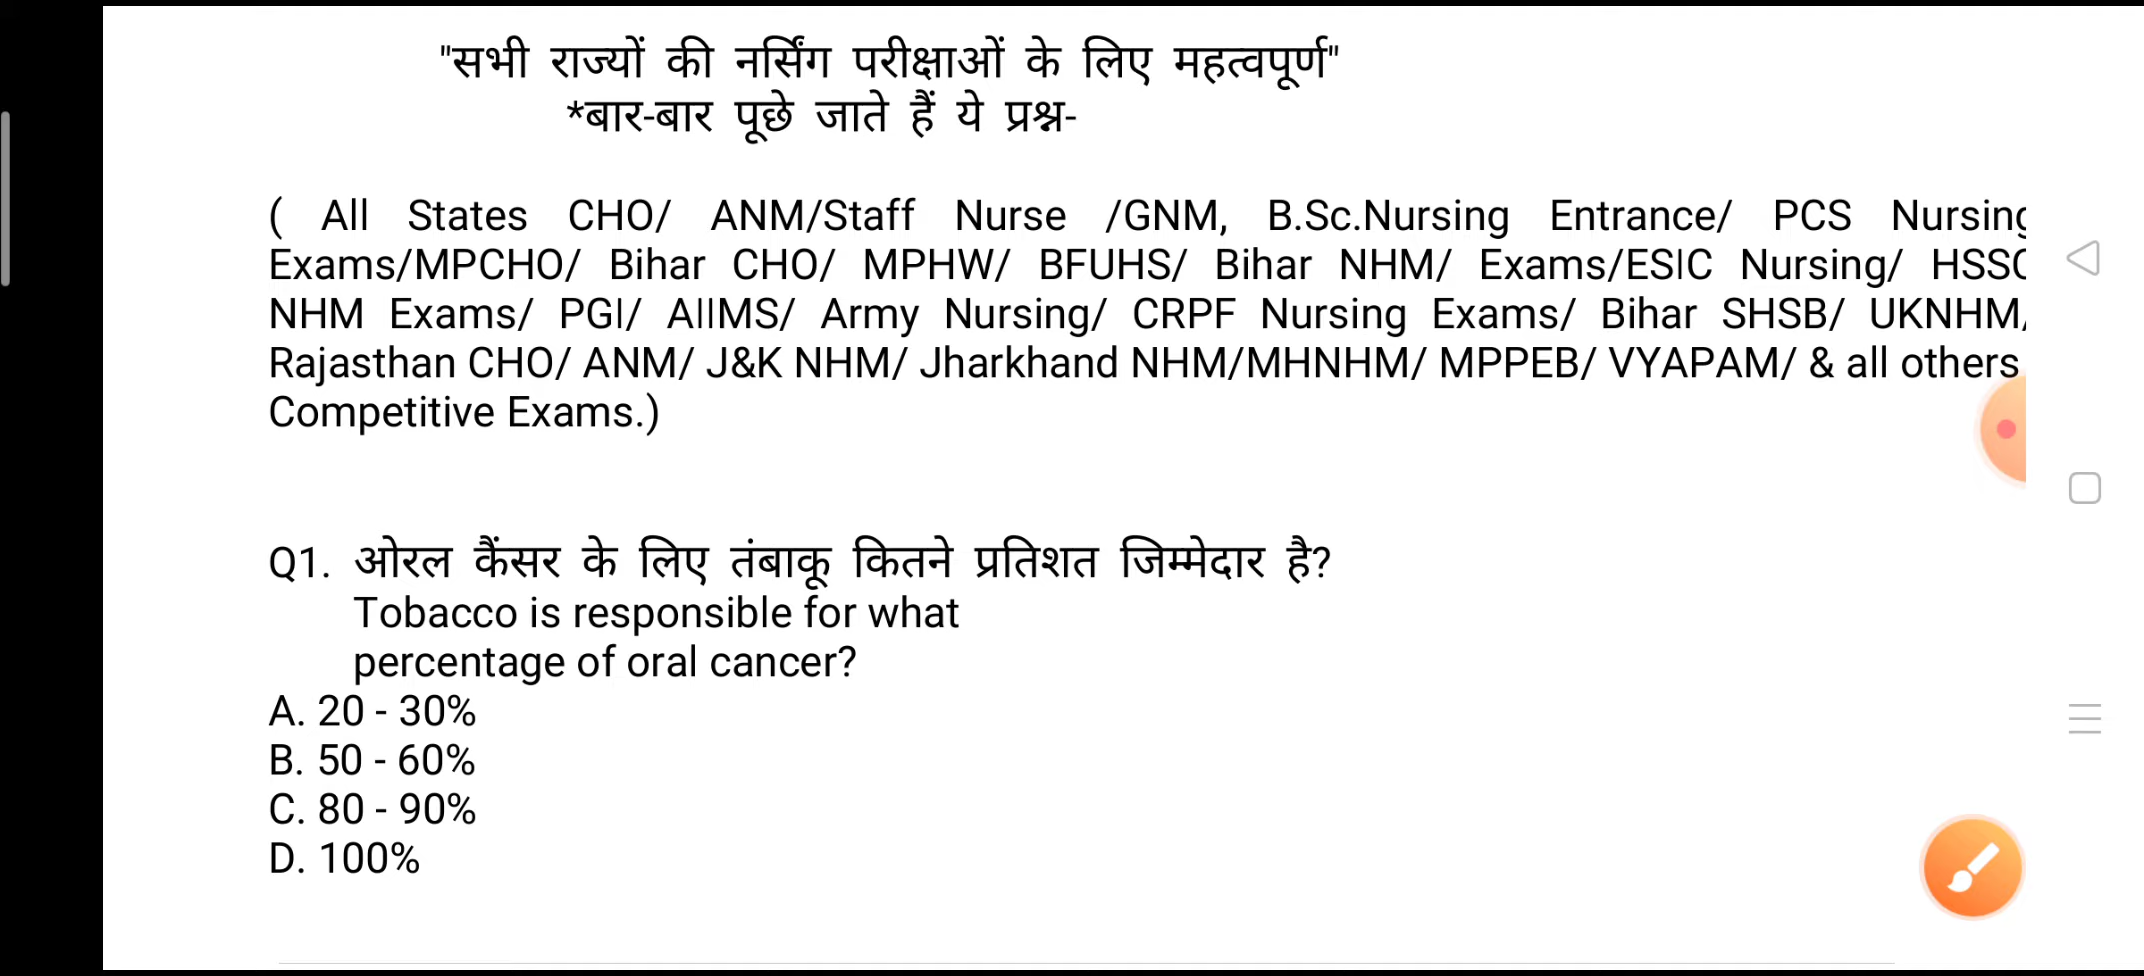 "सभी राज्यों की नर्सिंग परीक्षाओं के लिए महत्वपूर्ण"
*बार-बार पूछे जाते हैं ये प्रश्न-
( All States CHO/ ANM/Staff Nurse /GNM, B.Sc.Nursing Entrance/ PCS Nursing
Exams/MPCHO/ Bihar CHO/ MPHW/ BFUHS/ Bihar NHM/ Exams/ESIC Nursing/ HSSC
NHM Exams/ PGI/ AIIMS/ Army Nursing/ CRPF Nursing Exams/ Bihar SHSB/ UKNHM/
Rajasthan CHO/ ANM/ J&K NHM/ Jharkhand NHM/MHNHM/ MPPEB/ VYAPAM/ & all others
Competitive Exams.)
Q1. ओरल कैंसर के लिए तंबाकू कितने प्रतिशत जिम्मेदार है?
Tobacco is responsible for what
percentage of oral cancer?
A. 20 - 30%
B. 50 - 60%
C. 80 - 90%
D. 100%